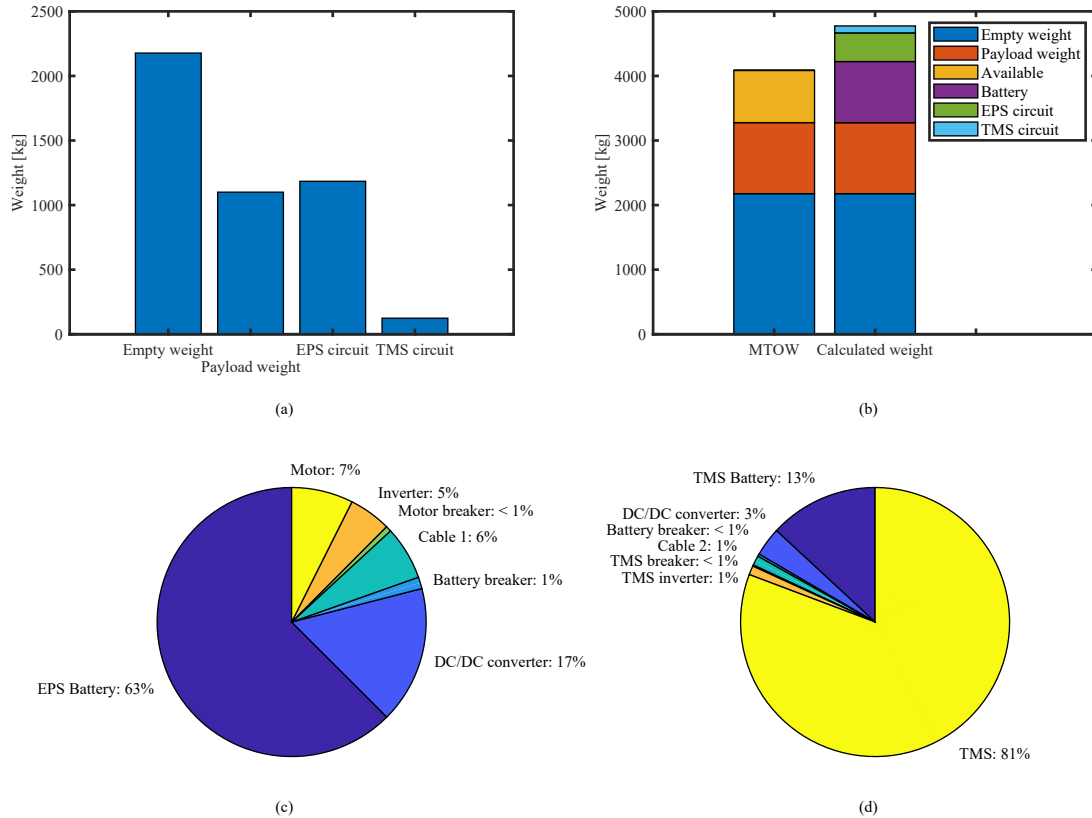 2500
2000
1500
1000
500
0
Weight [kg]
Empty weight
Payload weight
EPS circuit
TMS circuit
(a)
5000
4000
3000
2000
1000
0
Weight [kg]
MTOW
Calculated weight
Empty weight
Payload weight
Available
Battery
EPS circuit
TMS circuit
(b)
Motor: 7%
Inverter: 5%
Motor breaker: < 1%
Cable 1: 6%
Battery breaker: 1%
DC/DC converter: 17%
EPS Battery: 63%
(c)
TMS Battery: 13%
DC/DC converter: 3%
Battery breaker: < 1%
Cable 2: 1%
TMS breaker: < 1%
TMS inverter: 1%
TMS: 81%
(d)